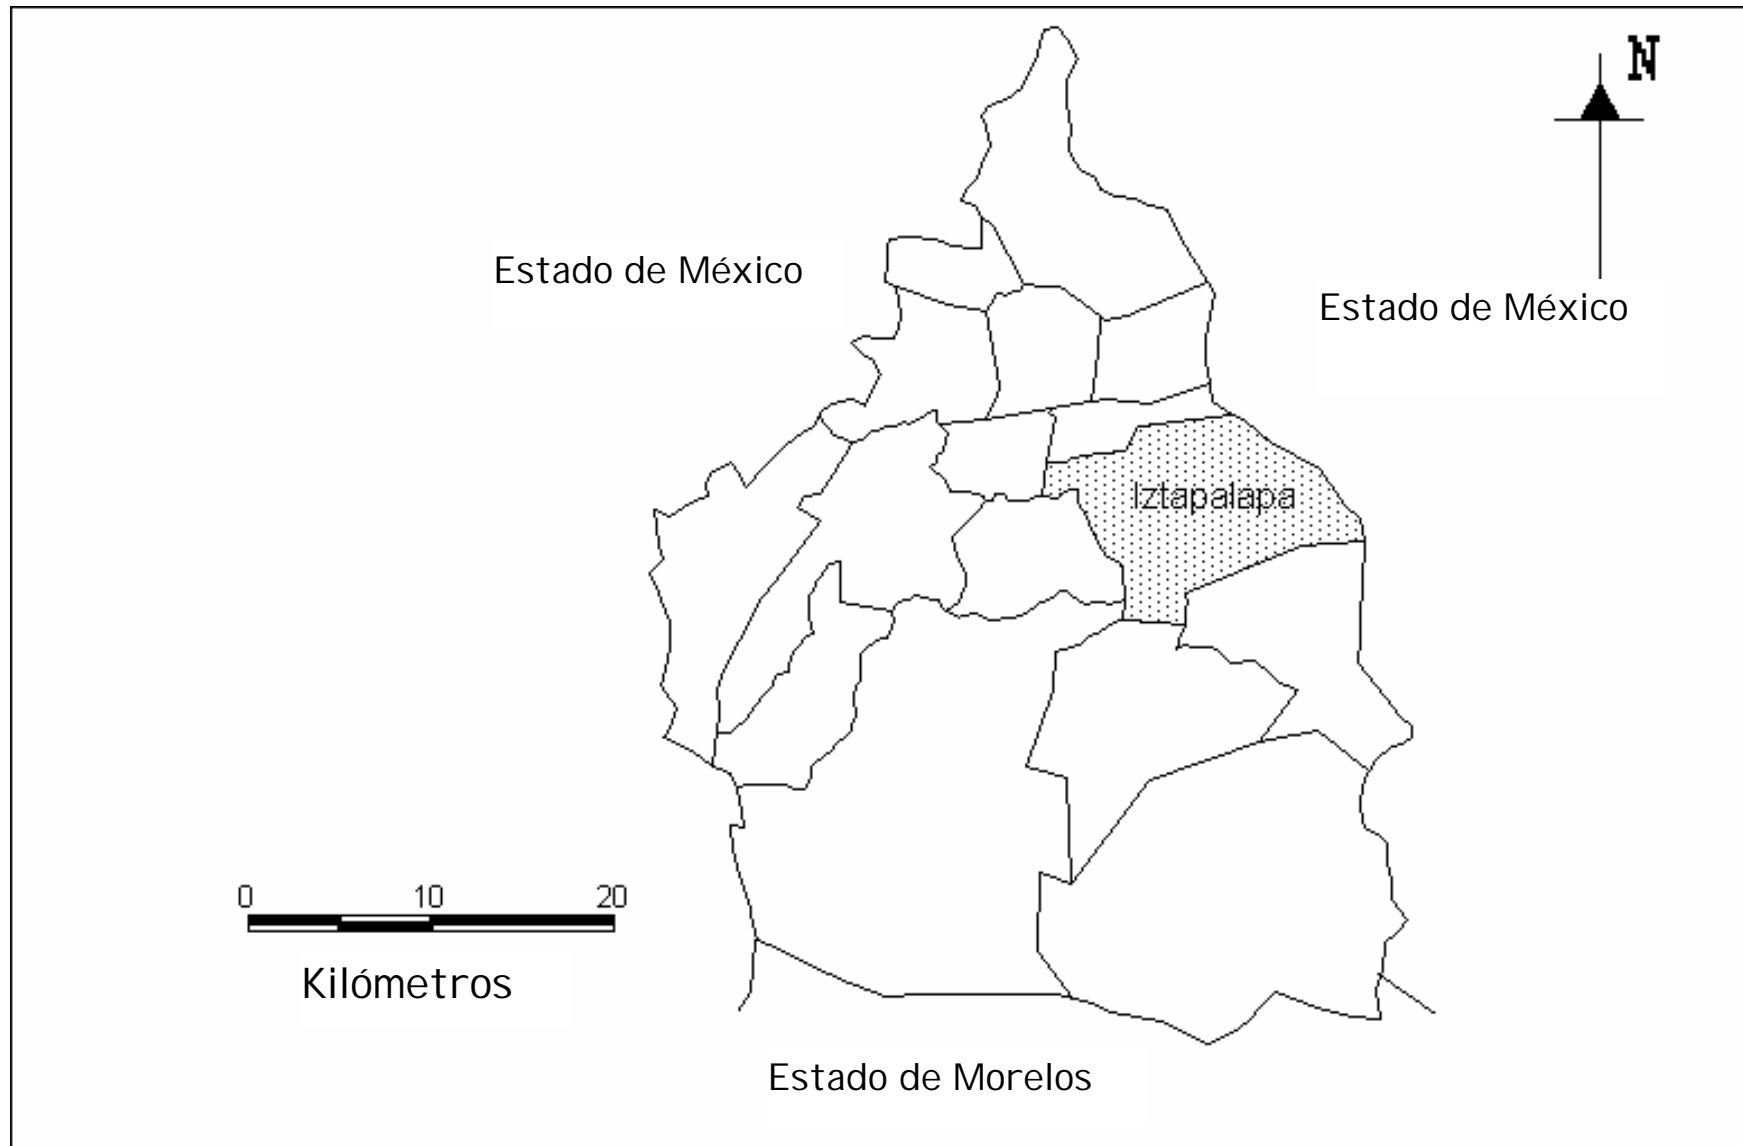 N
Estado de México
Estado de México
Iztapalapa
0 10 20
Kilómetros
Estado de Morelos